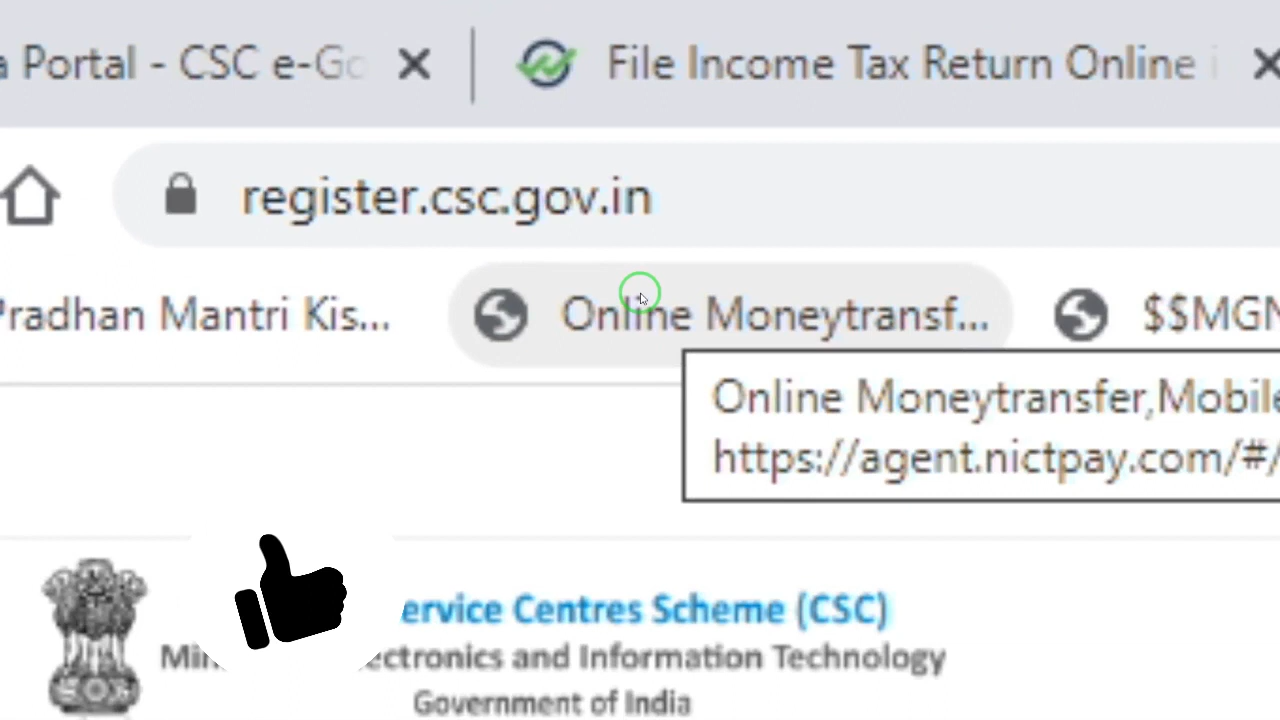 Portal - CSC e-Go
File Income Tax Return Online
register.csc.gov.in
Pradhan Mantri Kis...
Online Moneytransf...
$$MGN
Online Moneytransfer,Mobile
https://agent.nictpay.com/#/
ervice Centres Scheme (CSC)
Min ectronics and Information Technology
Government of India